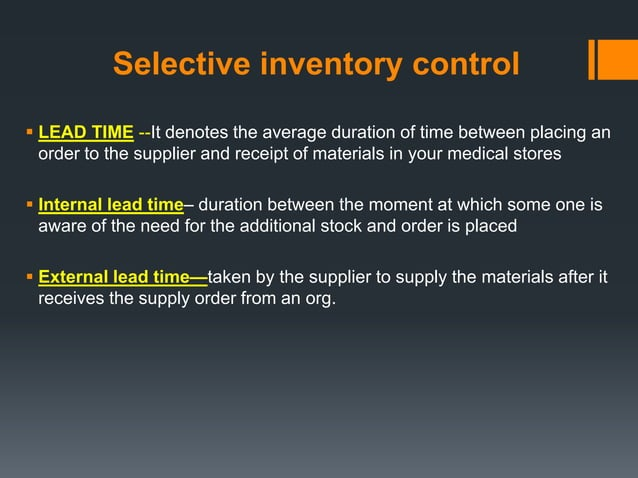 Selective inventory control
▪ LEAD TIME --It denotes the average duration of time between placing an
order to the supplier and receipt of materials in your medical stores
▪ Internal lead time– duration between the moment at which some one is
aware of the need for the additional stock and order is placed
▪ External lead time—taken by the supplier to supply the materials after it
receives the supply order from an org.